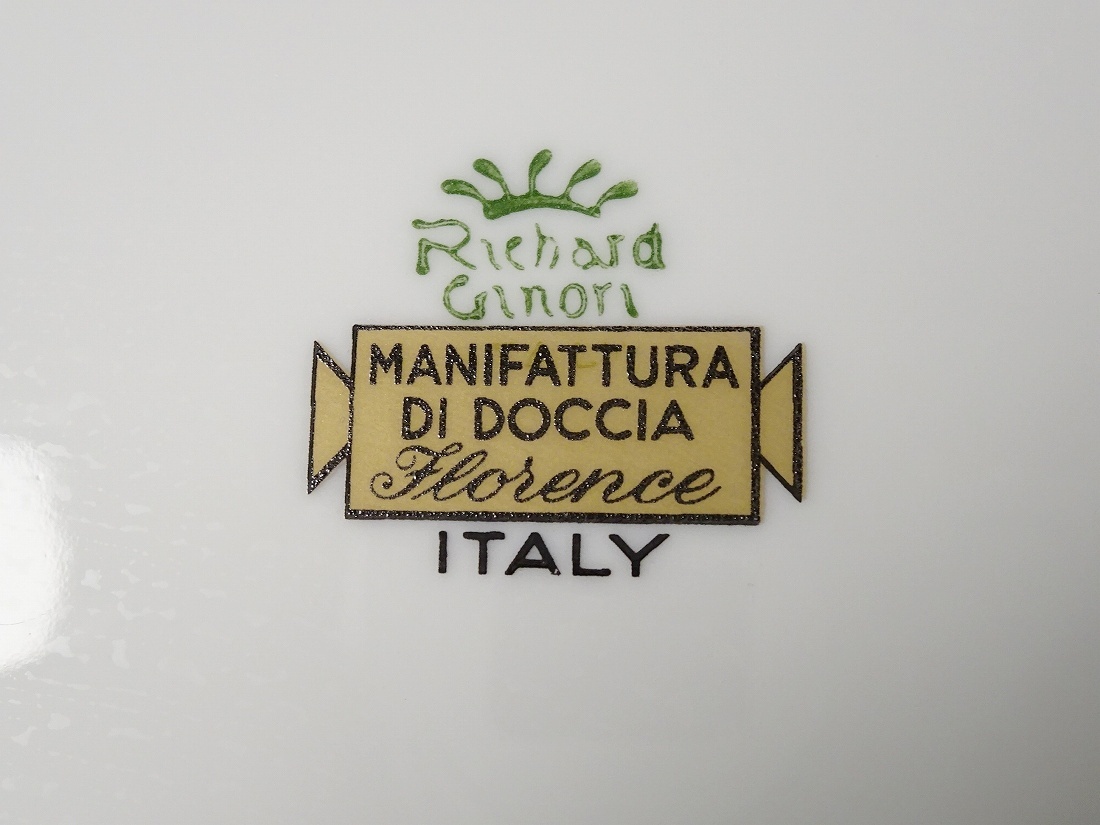 Richard
Ginori
MANIFATTURA
DI DOCCIA
Florence
ITALY